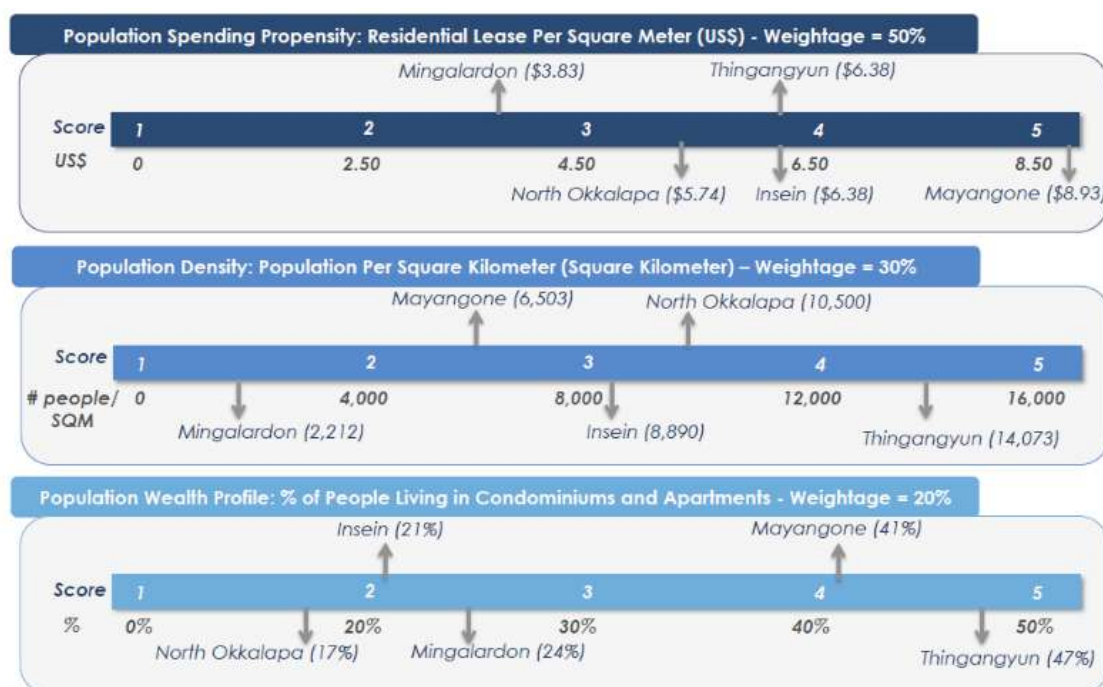 Population Spending Propensity: Residential Lease Per Square Meter (US$) - Weightage = 50%
Mingalardon ($3.83) Thingangyun ($6.38)
Score 1 2 3 4 5
US$ 0 2.50 4.50 6.50 8.50
North Okkalapa ($5.74) Insein ($6.38) Mayangone ($8.93)
Population Density: Population Per Square Kilometer (Square Kilometer) – Weightage = 30%
Mayangone (6,503) North Okkalapa (10,500)
Score 1 2 3 4 5
# people/ 0 4,000 8,000 12,000 16,000
SQM
Mingalardon (2,212) Insein (8,890) Thingangyun (14,073)
Population Wealth Profile: % of People Living in Condominiums and Apartments - Weightage = 20%
Insein (21%) Mayangone (41%)
Score 1 2 3 4 5
% 0% 20% 30% 40% 50%
North Okkalapa (17%) Mingalardon (24%) Thingangyun (47%)